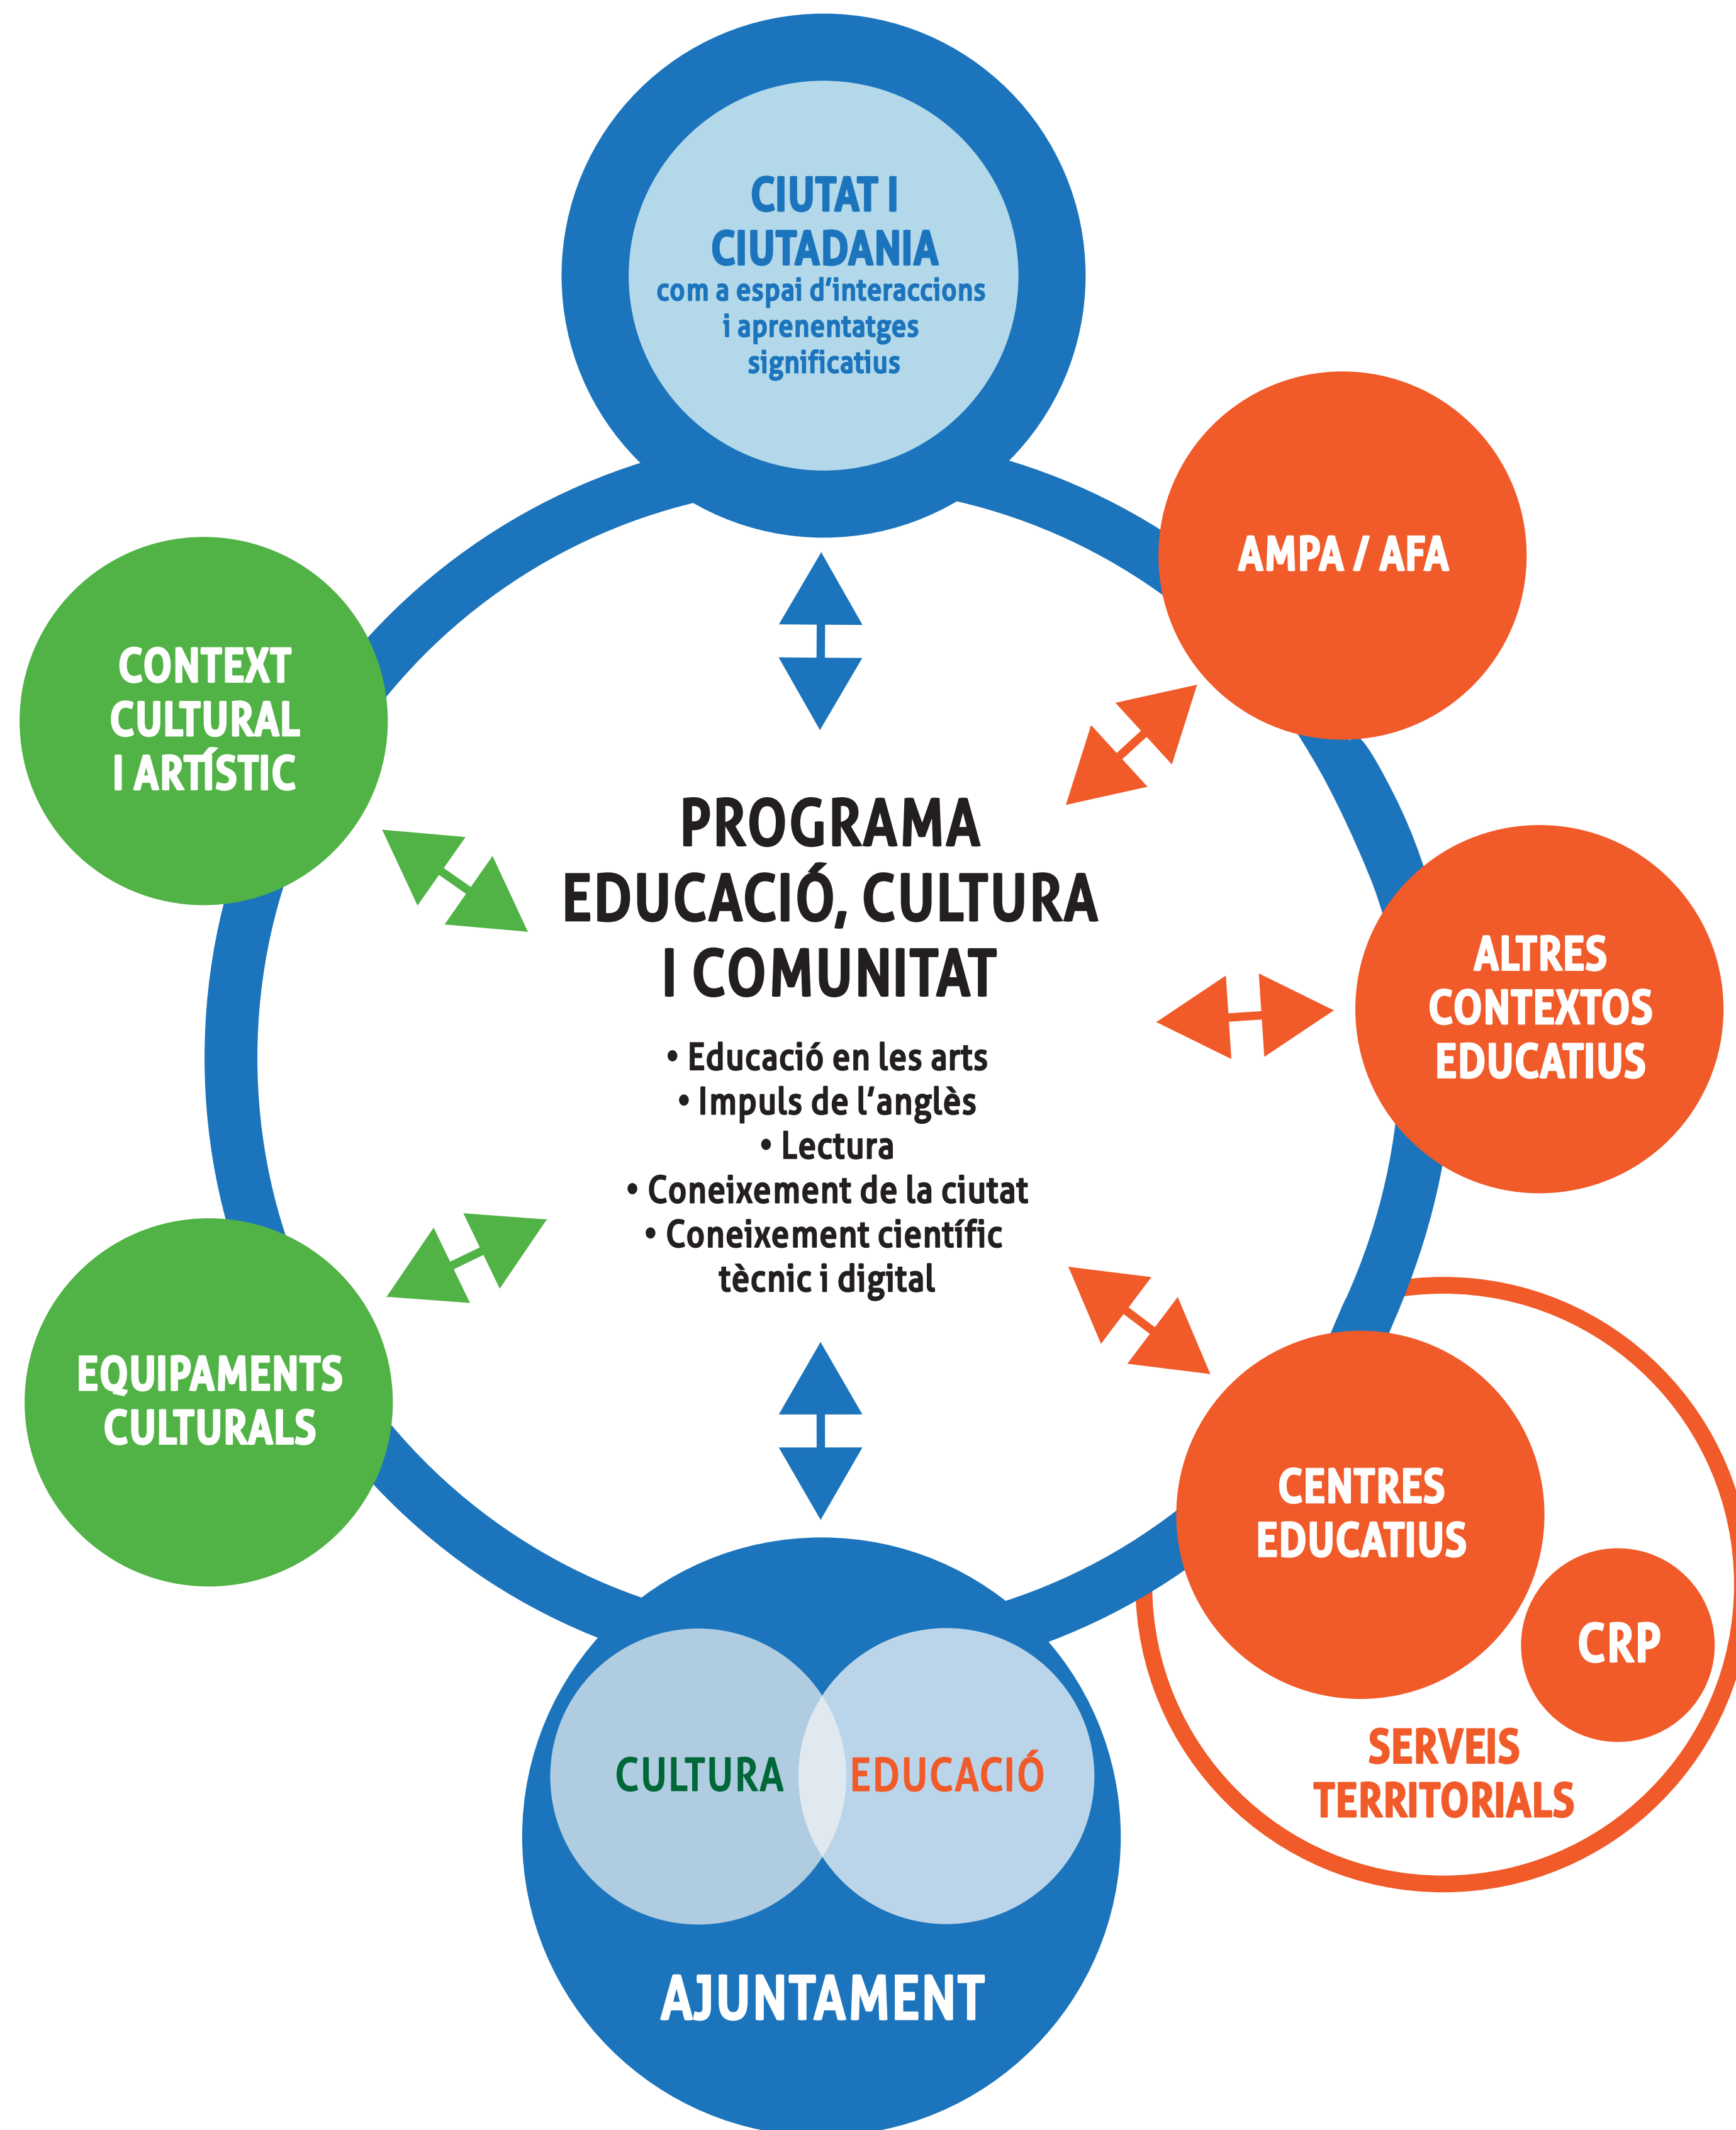 CIUTAT I
CIUTADANIA
com a espai d'interaccions
i aprenentatges
significatius
AMPA / AFA
CONTEXT
CULTURAL
I ARTÍSTIC
PROGRAMA
EDUCACIÓ, CULTURA
I COMUNITAT
• Educació en les arts
• Impuls de l'anglès
• Lectura
• Coneixement de la ciutat
• Coneixement científic
tècnic i digital
ALTRES
CONTEXTOS
EDUCATIUS
EQUIPAMENTS
CULTURALS
CENTRES
EDUCATIUS
CRP
SERVEIS
TERRITORIALS
CULTURA
EDUCACIÓ
AJUNTAMENT